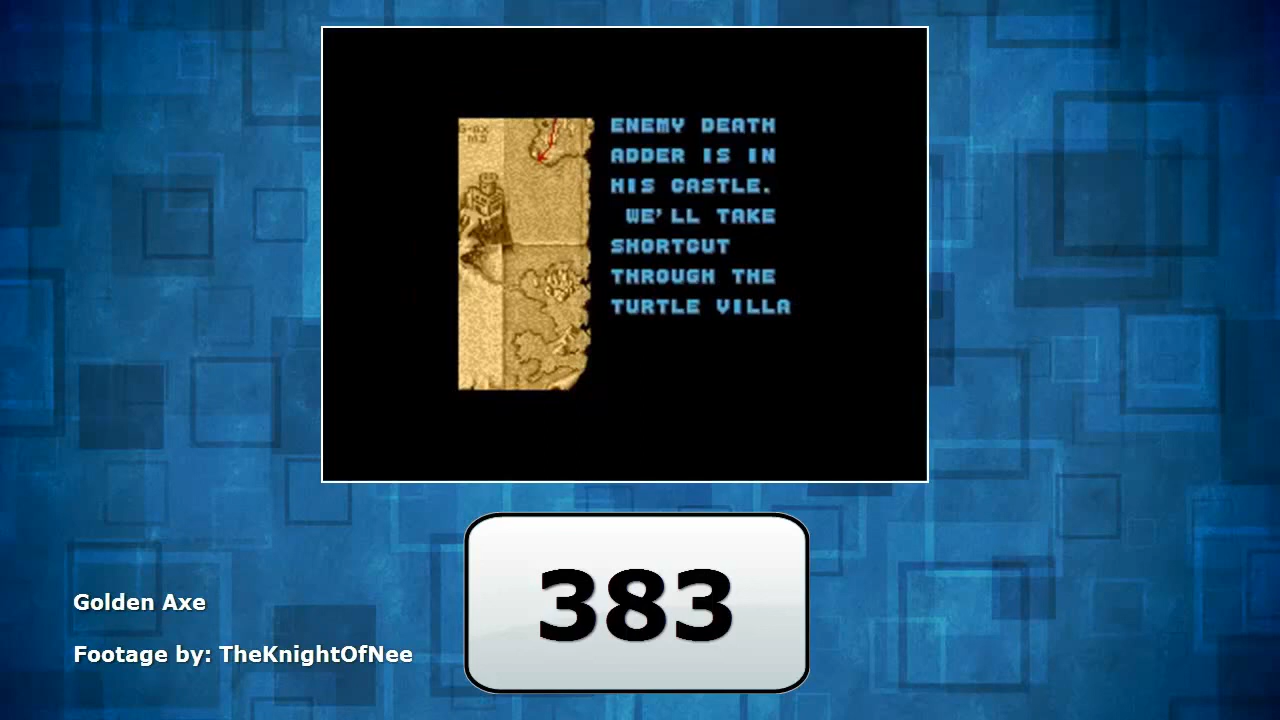 G-AX
ENEMY DEATH
ADDER IS IN
HIS CASTLE.
WE'LL TAKE
SHORTCUT
THROUGH THE
TURTLE VILLA
383
Golden Axe
Footage by: TheKnightOfNee